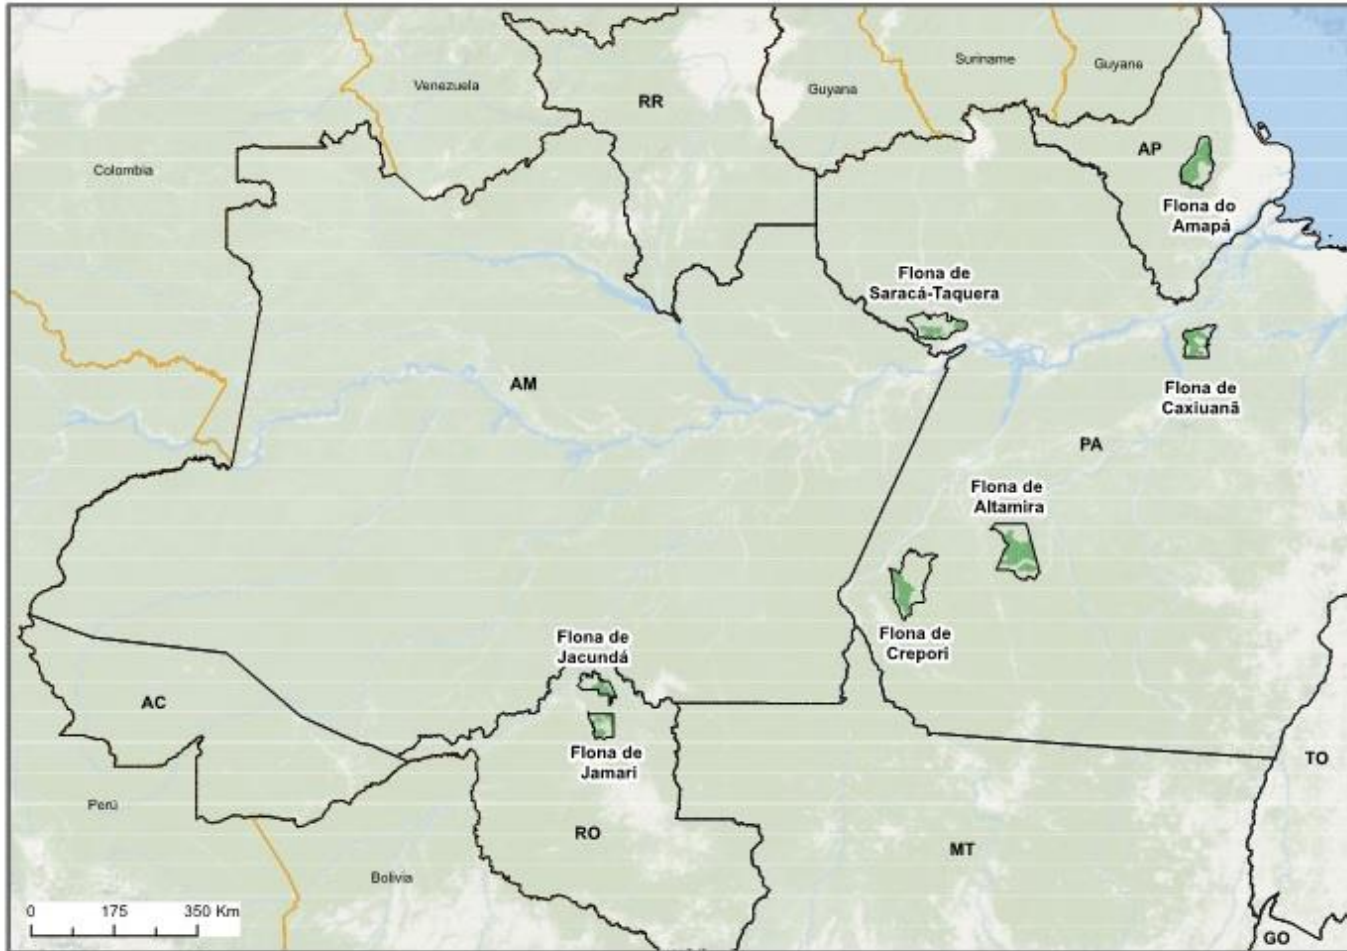 Suriname
Guyane
Venezuela
Guyana
RR
AP
Colombia
Flona do
Amapá
Flona de
Saracá-Taquera
AM
Flona de
Caxiuanã
PA
Flona de
Altamira
Flona de
Jacundá
Flona de
Crepori
AC
Flona de
Jamari
TO
Perú
RO
MT
Bolivia
0 175 350 Km
GO